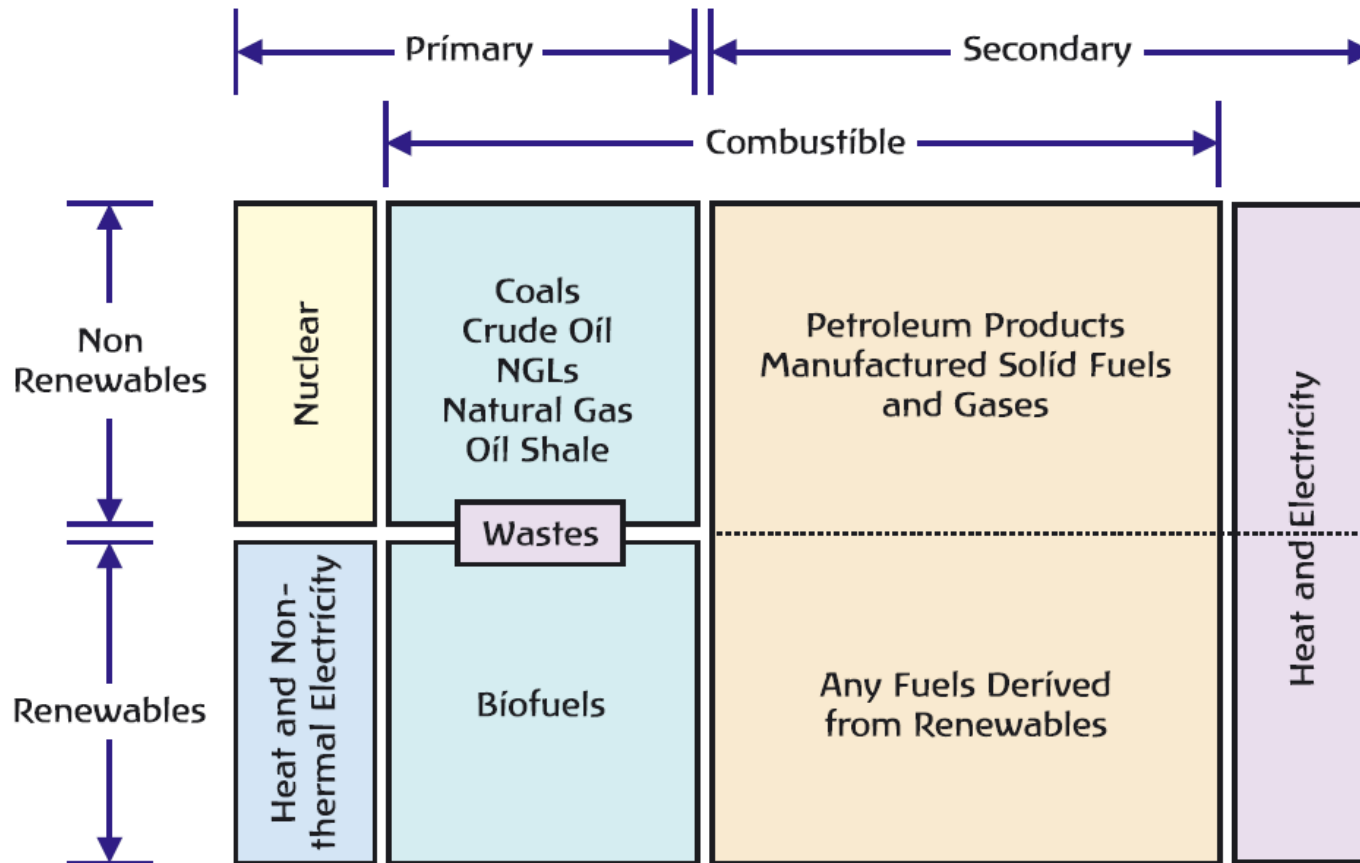 Primary
Secondary
Combustible
Non
Renewables
Nuclear
Coals
Crude Oil
NGLs
Natural Gas
Oil Shale
Petroleum Products
Manufactured Solid Fuels
and Gases
Heat and Electricity
Wastes
Renewables
Heat and Non-
thermal Electricity
Biofuels
Any Fuels Derived
from Renewables